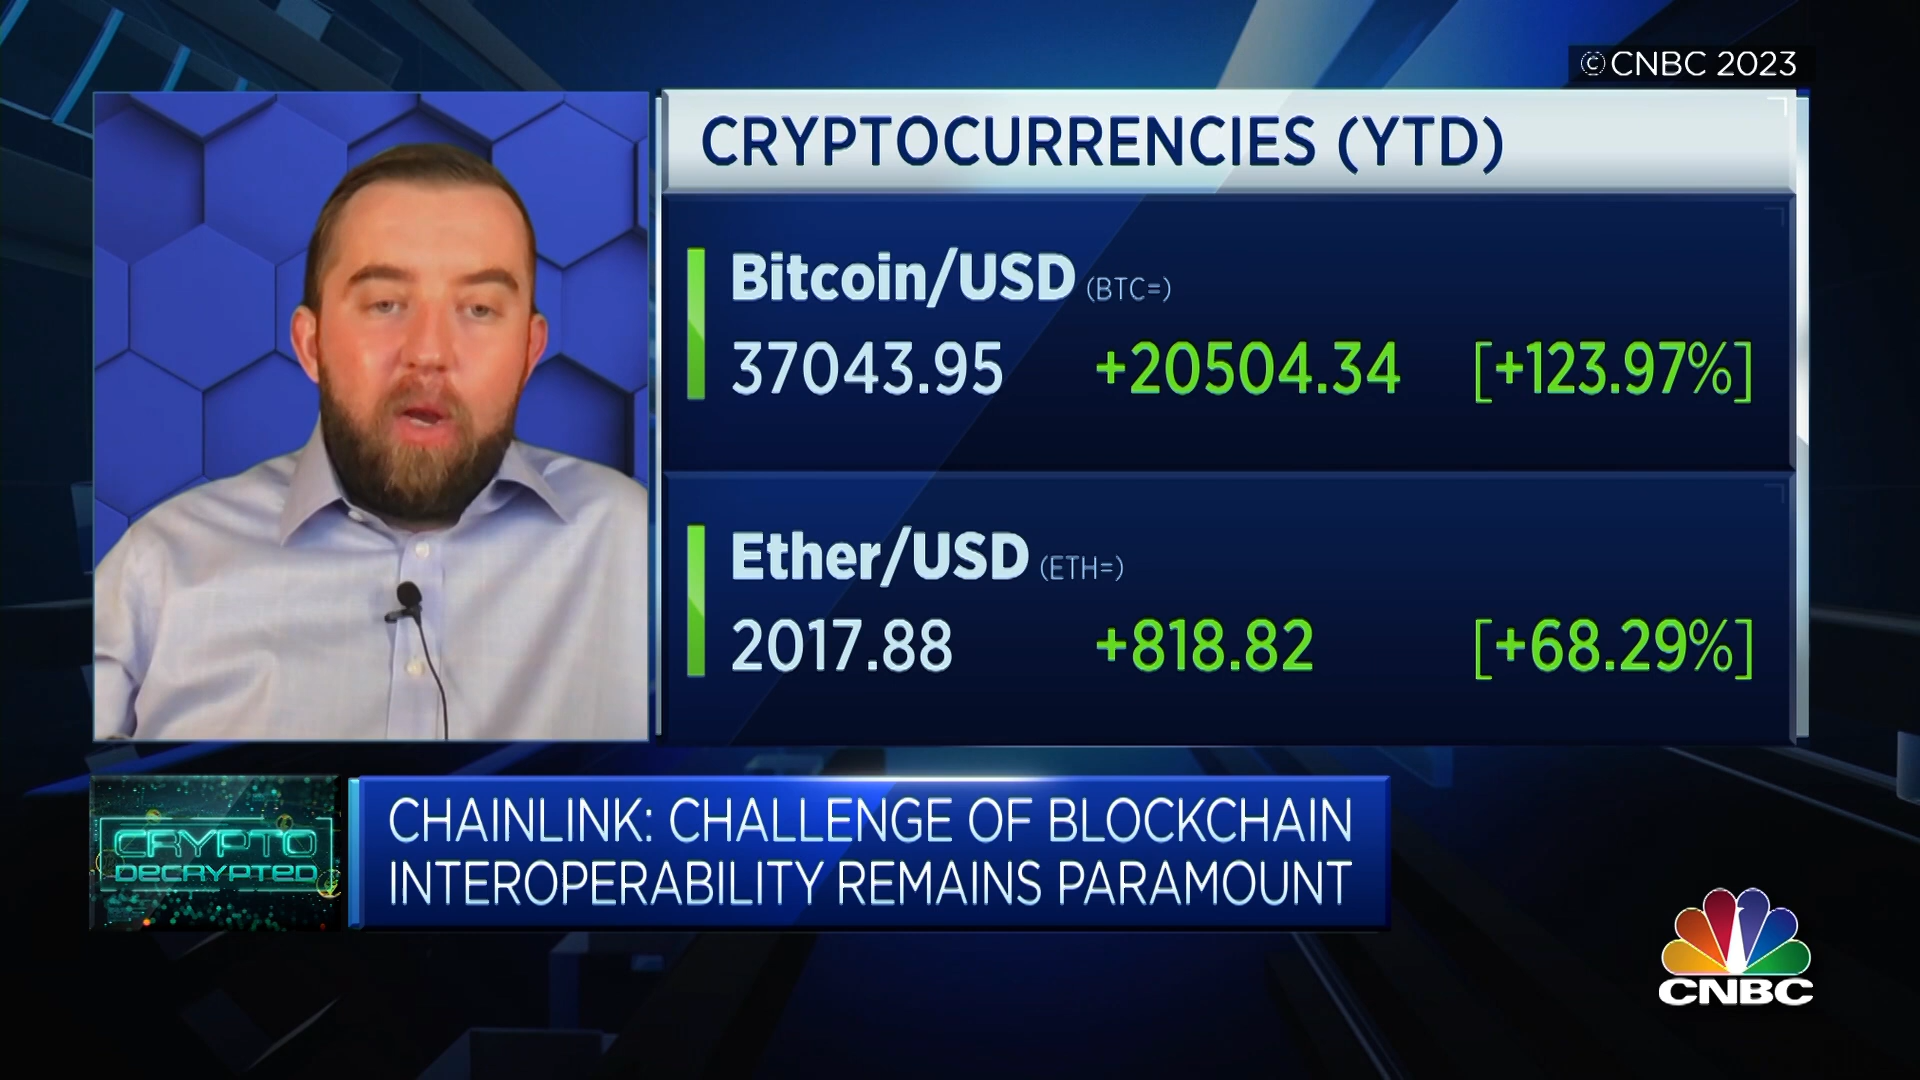 © CNBC 2023
CRYPTOCURRENCIES (YTD)
Bitcoin/USD (BTC=)
37043.95 +20504.34 [+123.97%]
Ether/USD (ETH=)
2017.88 +818.82 [+68.29%]
CRYPTO
DECRYPTED
CHAINLINK: CHALLENGE OF BLOCKCHAIN
INTEROPERABILITY REMAINS PARAMOUNT
CNBC